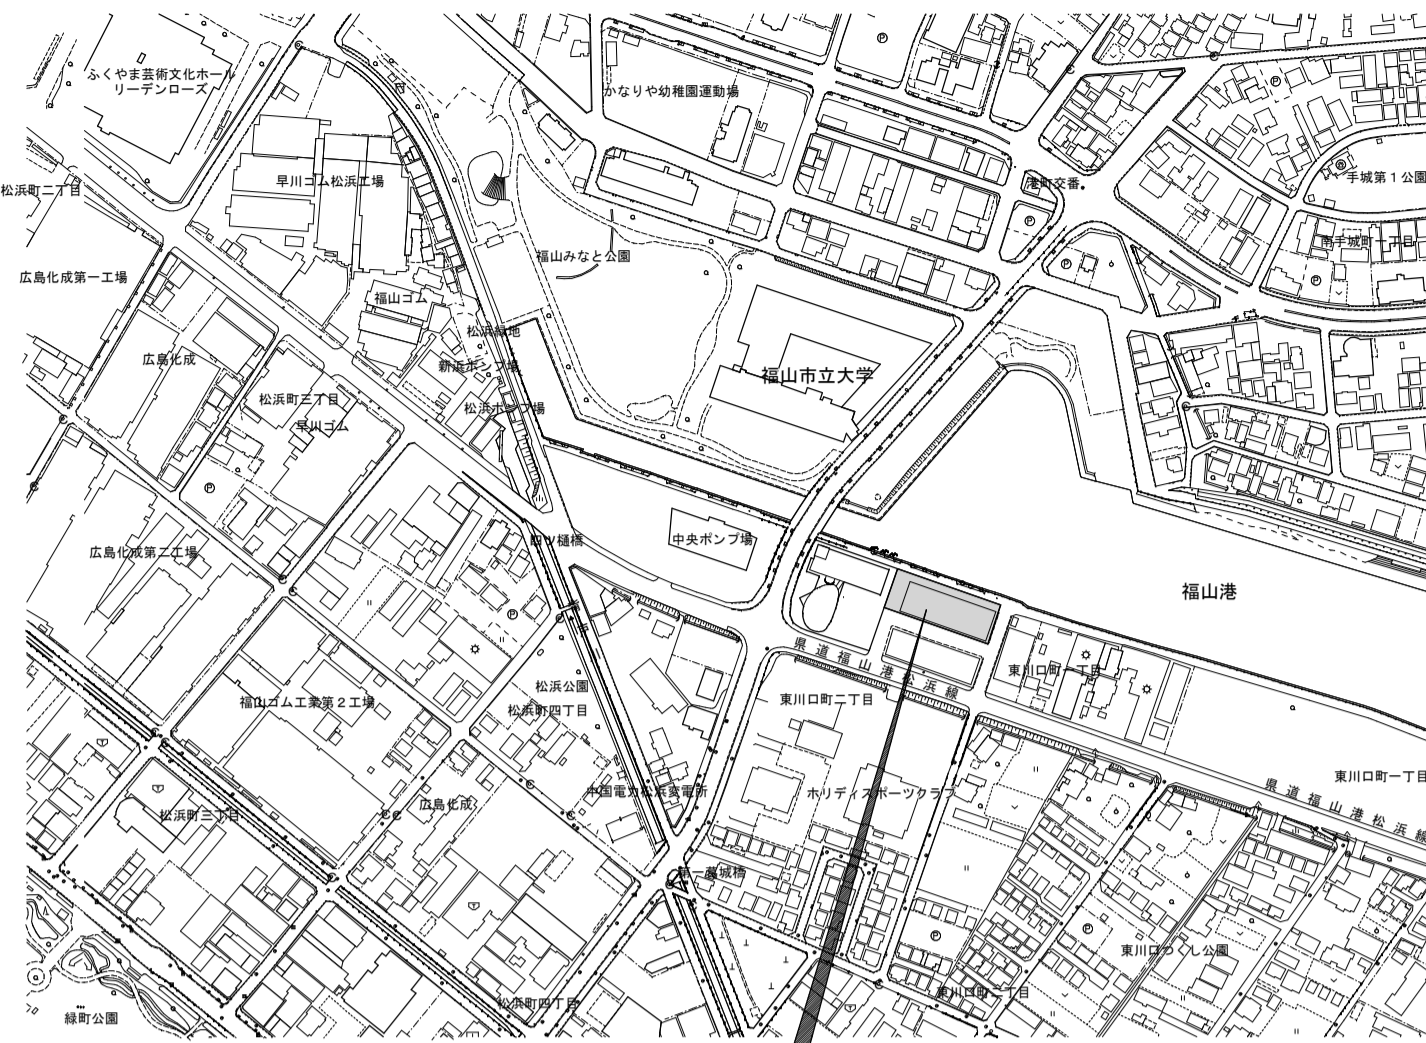 ふくやま芸術文化ホール
リーデンローズ
かなりや幼稚園運動場
松浜町二丁目
早川ゴム松浜工場
港町交番
手城第1公園
南手城町一丁目
福山みなと公園
広島化成第一工場
福山ゴム
松浜緑地
新浜ポンプ場
広島化成
福山市立大学
松浜町三丁目
松浜ポンプ場
早川ゴム
広島化成第二工場
四ツ樋橋
中央ポンプ場
福山港
県道福山港松浜線
東川口町一丁目
松浜公園
福山ゴム工業第2工場
松浜町四丁目
東川口町二丁目
東川口町一丁目
県道福山港松浜線
中国電力松浜変電所
ホリディスポーツクラブ
広島化成
松浜町三丁目
第一蓮城橋
東川口つくし公園
東川口町二丁目
松浜町四丁目
緑町公園